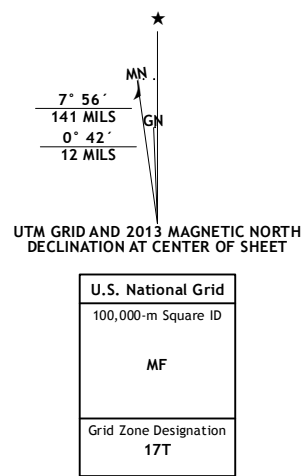 ★
MN
GN
7° 56´
141 MILS
0° 42´
12 MILS
UTM GRID AND 2013 MAGNETIC NORTH
DECLINATION AT CENTER OF SHEET
U.S. National Grid
100,000-m Square ID
MF
Grid Zone Designation
17T